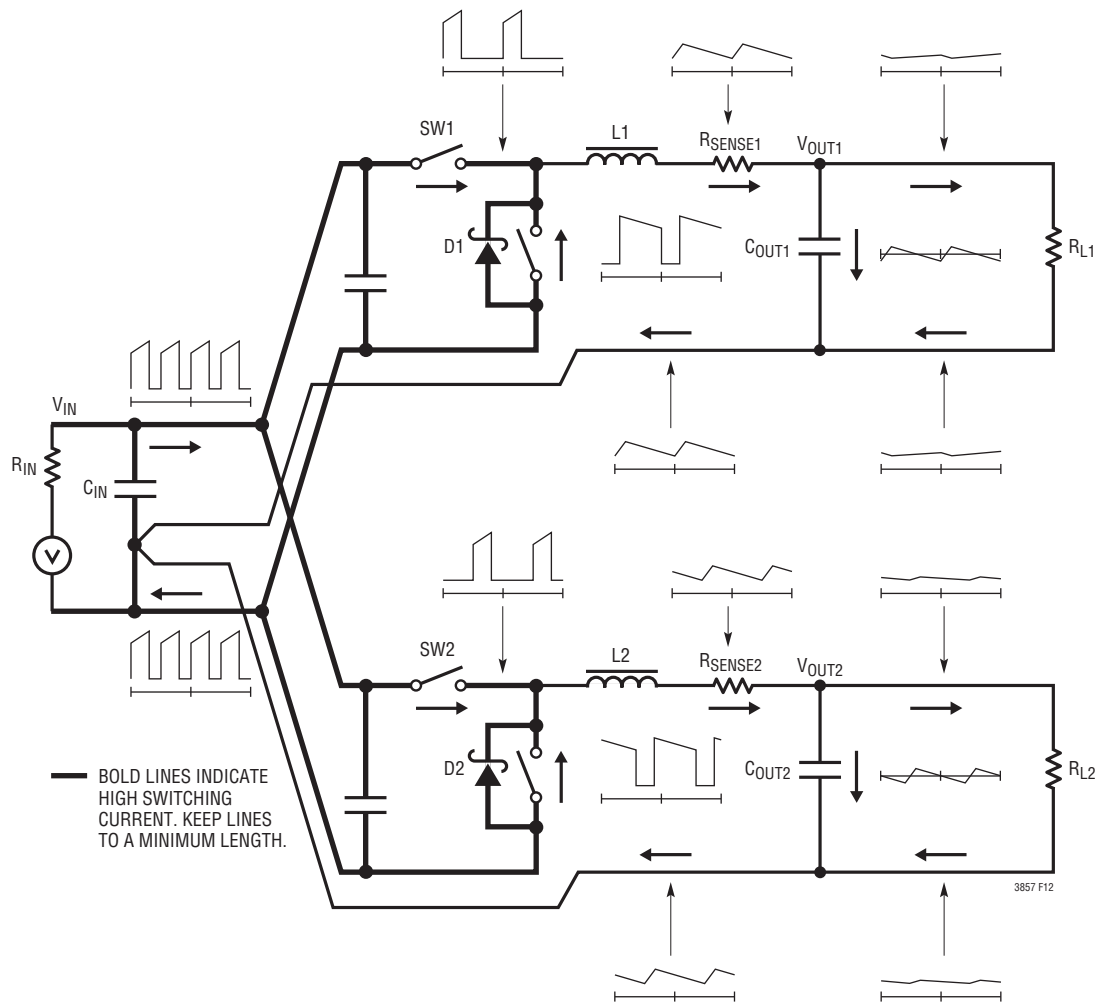 SW1
L1
RSENSE1
VOUT1
D1
COUT1
RL1
VIN
RIN
CIN
V
SW2
L2
RSENSE2
VOUT2
D2
COUT2
RL2
BOLD LINES INDICATE
HIGH SWITCHING
CURRENT. KEEP LINES
TO A MINIMUM LENGTH.
3857 F12